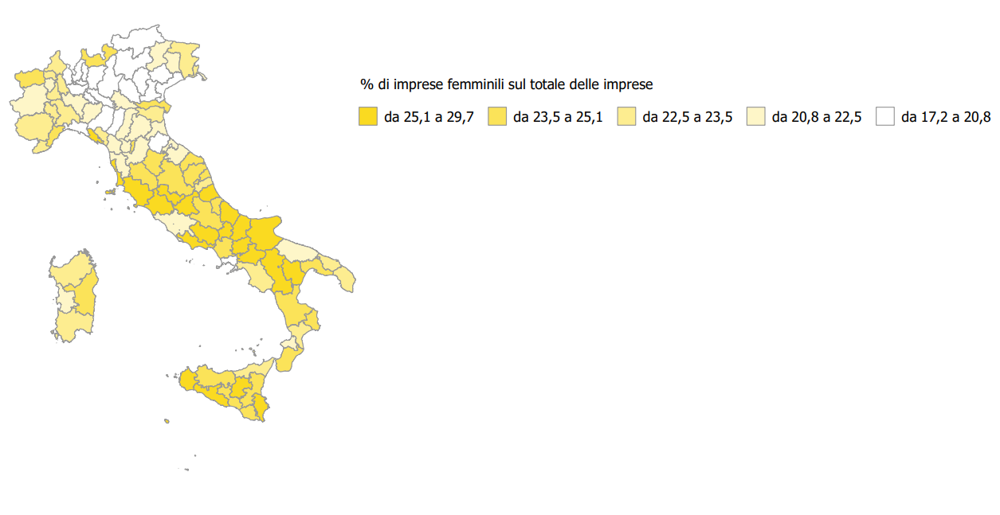 % di imprese femminili sul totale delle imprese
da 25,1 a 29,7 da 23,5 a 25,1 da 22,5 a 23,5 da 20,8 a 22,5 da 17,2 a 20,8